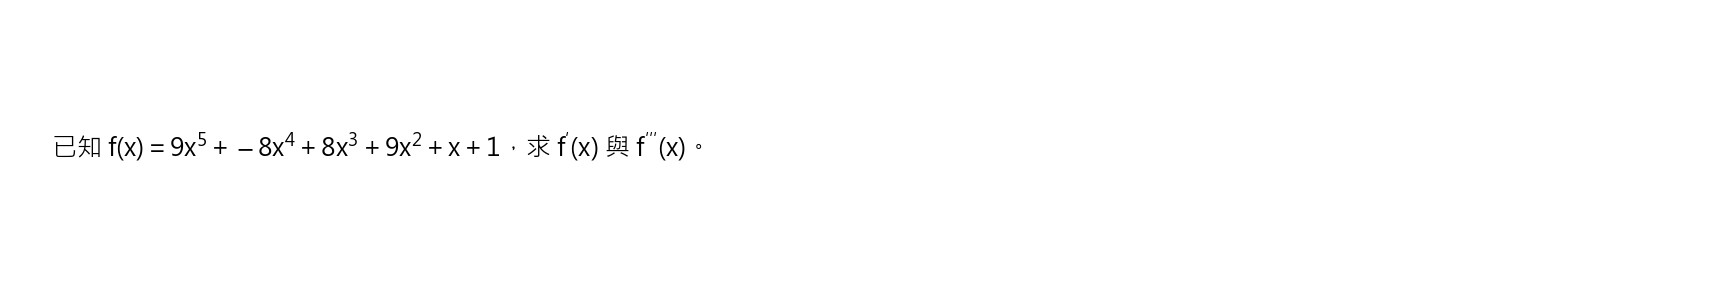 已知 f(x) = 9x⁵ + −8x⁴ + 8x³ + 9x² + x + 1，求 f′(x) 與 f′′′(x)。